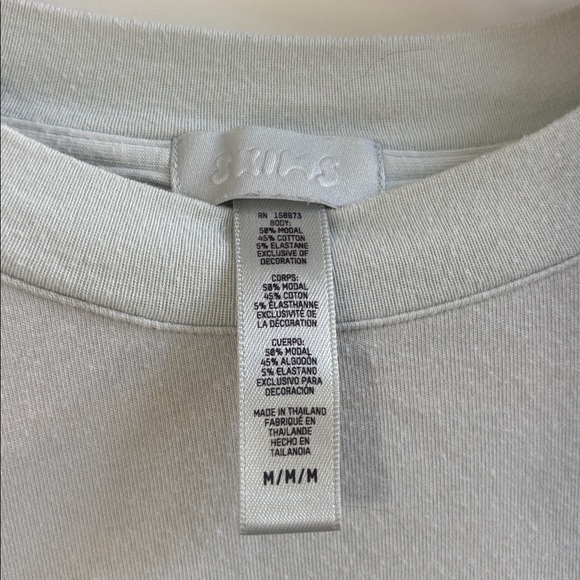 SKIMS
RN 158973
BODY:
50% MODAL
45% COTTON
5% ELASTANE
EXCLUSIVE OF
DECORATION
CORPS:
50% MODAL
45% COTON
5% ÉLASTHANNE
EXCLUSIVITÉ DE
LA DÉCORATION
CUERPO:
50% MODAL
45% ALGODÓN
5% ELASTANO
EXCLUSIVO PARA
DECORACIÓN
MADE IN THAILAND
FABRIQUÉ EN
THAILANDE
HECHO EN
TAILANDIA
M/M/M